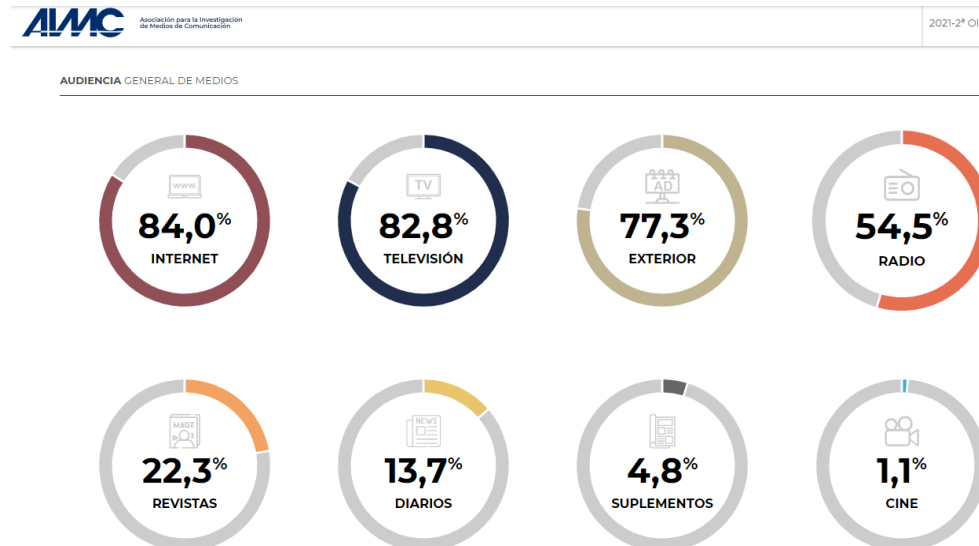 AIMC
Asociación para la Investigación
de Medios de Comunicación
2021-2ª
AUDIENCIA GENERAL DE MEDIOS
www.
84,0%
INTERNET
TV
82,8%
TELEVISIÓN
AD
77,3%
EXTERIOR
54,5%
RADIO
MAGZ
22,3%
REVISTAS
NEWS
13,7%
DIARIOS
4,8%
SUPLEMENTOS
1,1%
CINE